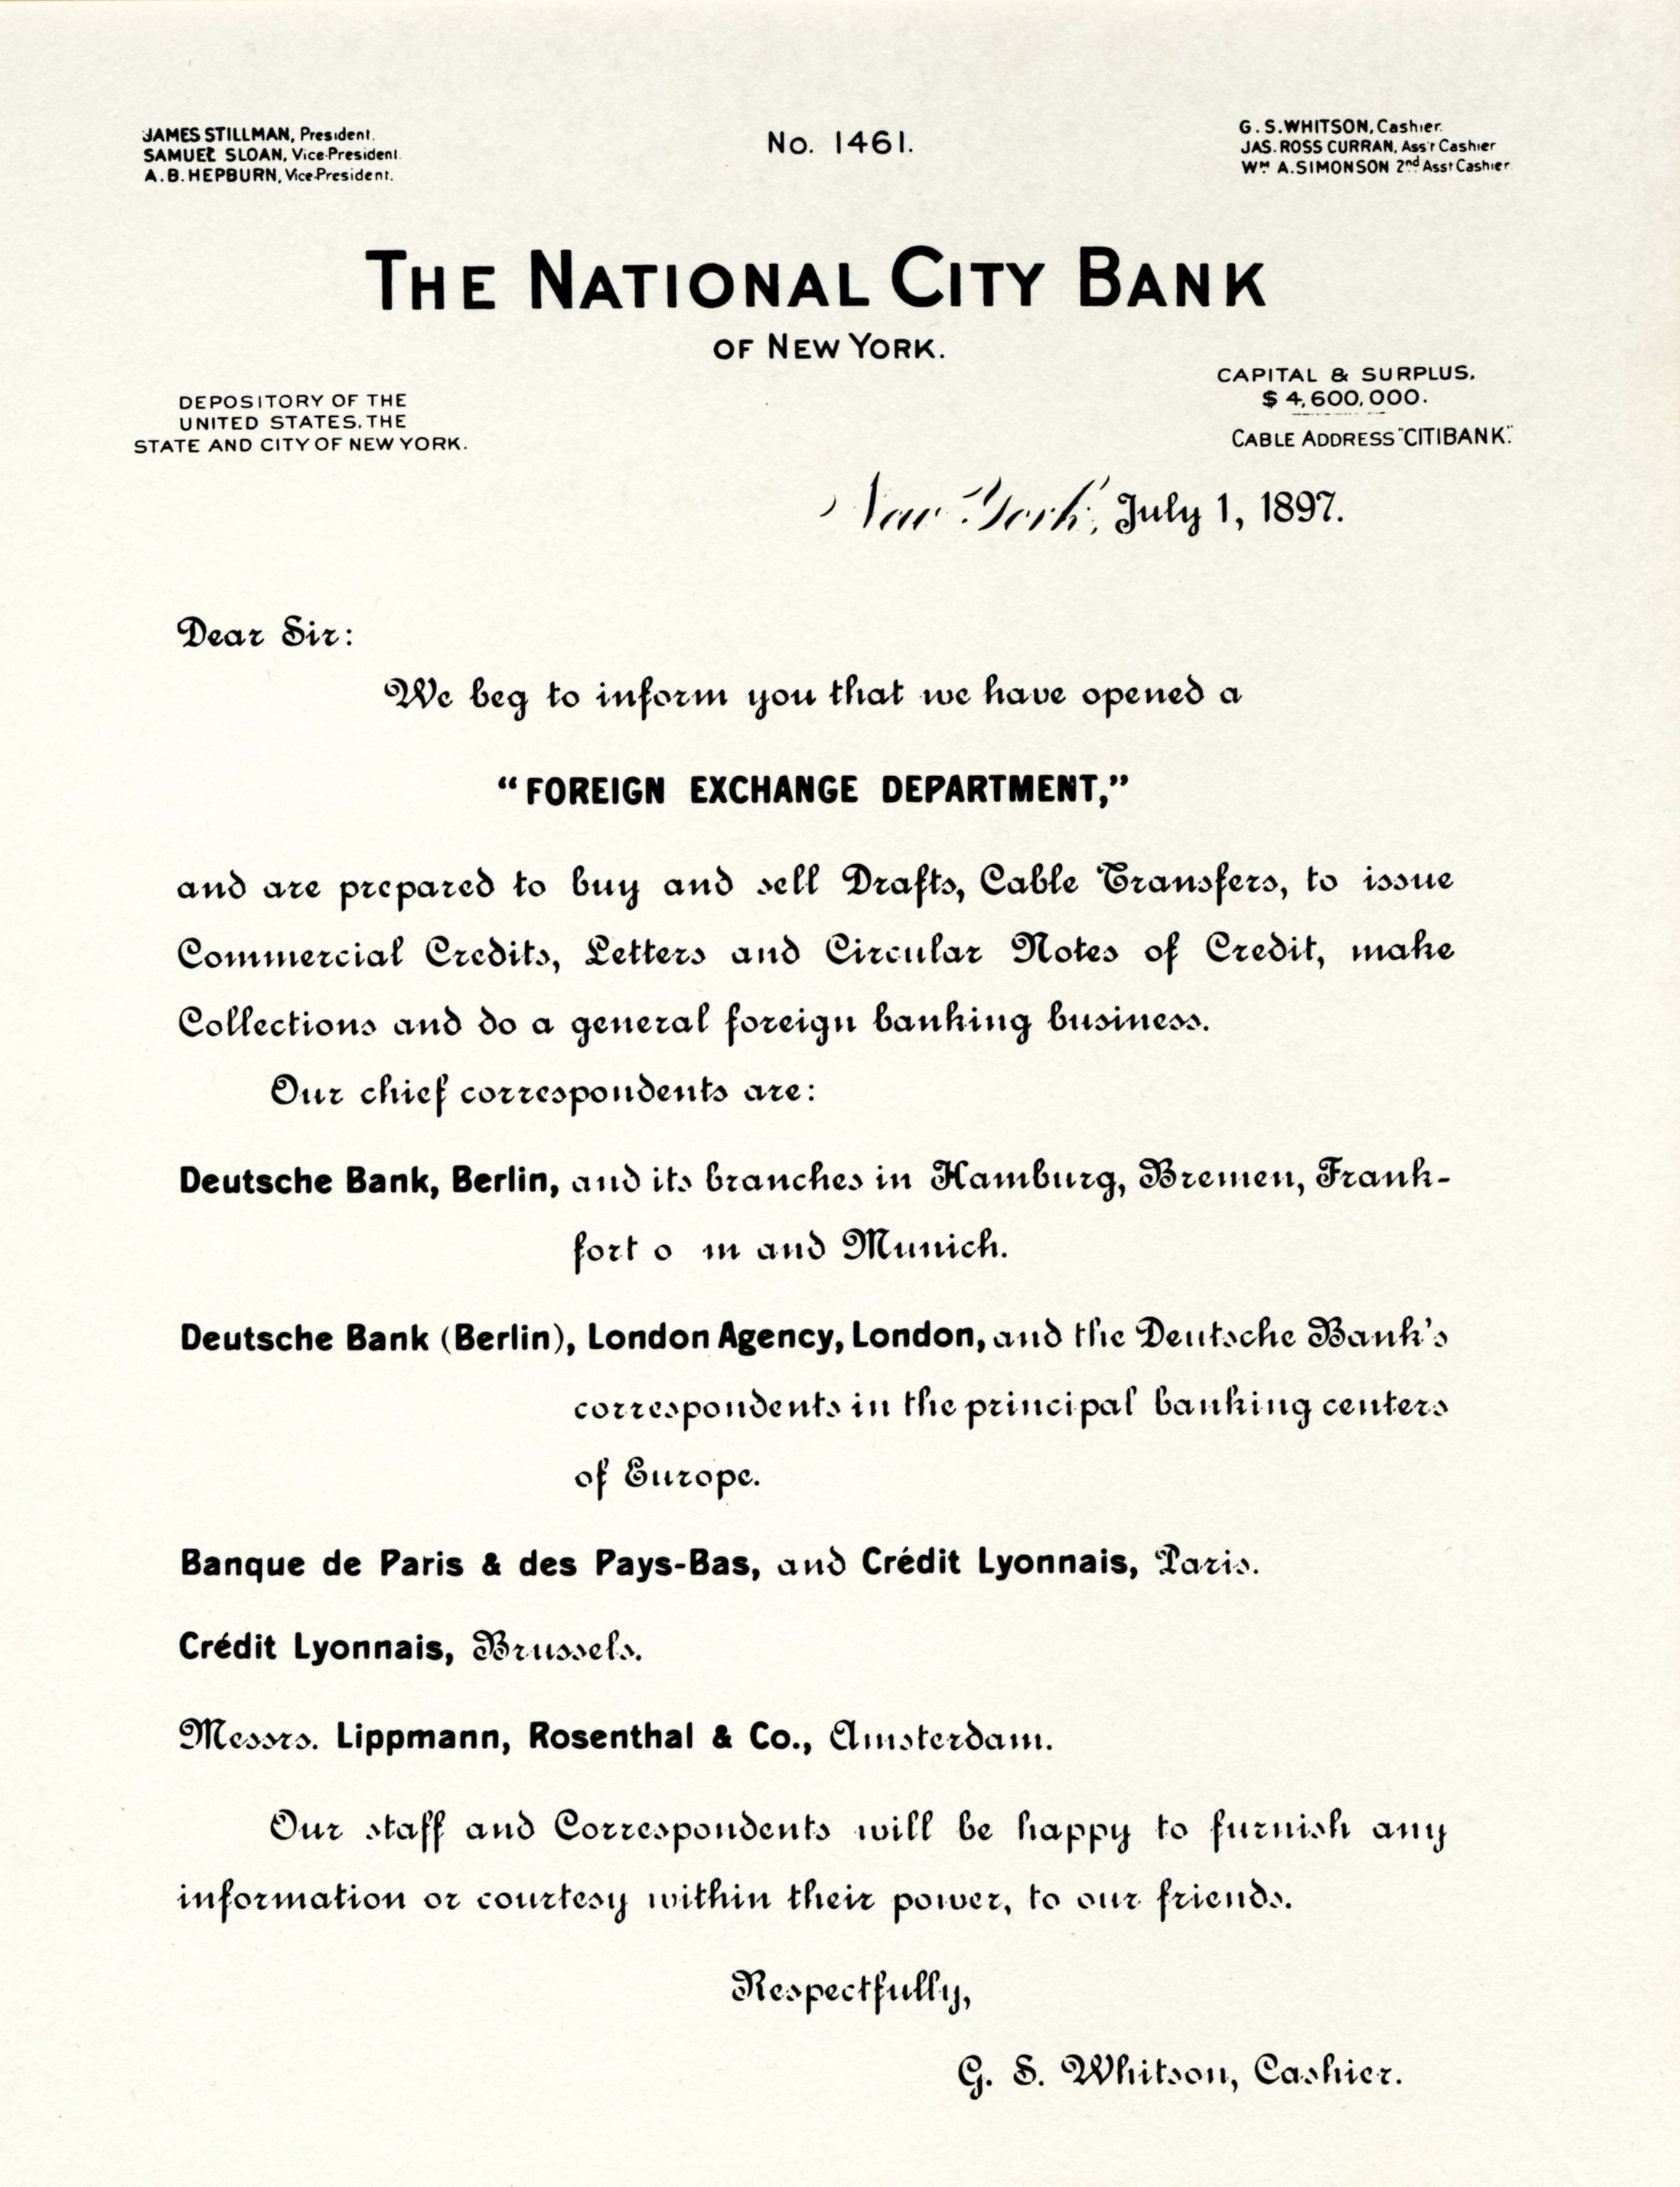 JAMES STILLMAN, President.
SAMUEL SLOAN, Vice-President.
A. B. HEPBURN, Vice-President.
No. 1461.
G. S. WHITSON, Cashier.
JAS. ROSS CURRAN, Ass't Cashier
Wm. A. SIMONSON 2nd Asst Cashier.
THE NATIONAL CITY BANK
OF NEW YORK.
DEPOSITORY OF THE
UNITED STATES, THE
STATE AND CITY OF NEW YORK.
CAPITAL & SURPLUS,
$ 4,600,000.
CABLE ADDRESS "CITIBANK."
New York, July 1, 1897.
Dear Sir:
We beg to inform you that we have opened a
"FOREIGN EXCHANGE DEPARTMENT,"
and are prepared to buy and sell Drafts, Cable Transfers, to issue
Commercial Credits, Letters and Circular Notes of Credit, make
Collections and do a general foreign banking business.
Our chief correspondents are:
Deutsche Bank, Berlin, and its branches in Hamburg, Bremen, Frank-
fort o m and Munich.
Deutsche Bank (Berlin), London Agency, London, and the Deutsche Bank's
correspondents in the principal banking centers
of Europe.
Banque de Paris & des Pays-Bas, and Crédit Lyonnais, Paris.
Crédit Lyonnais, Brussels.
Messrs. Lippmann, Rosenthal & Co., Amsterdam.
Our staff and Correspondents will be happy to furnish any
information or courtesy within their power, to our friends.
Respectfully,
G. S. Whitson, Cashier.